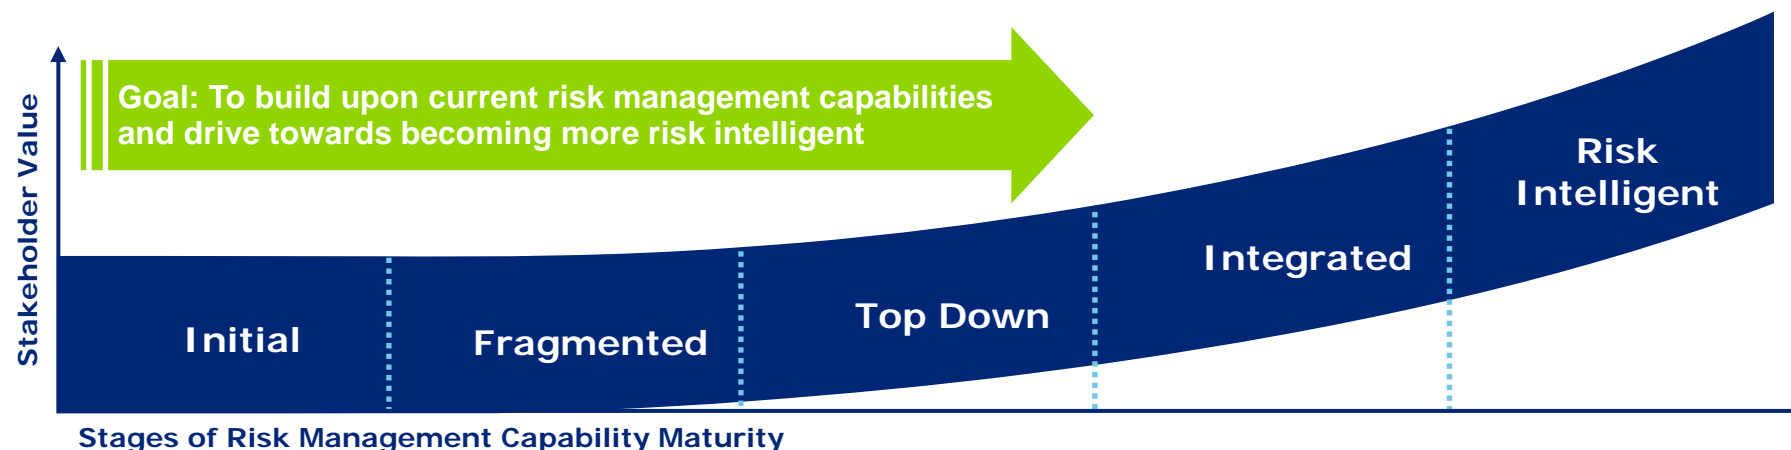 Goal: To build upon current risk management capabilities
and drive towards becoming more risk intelligent
Stakeholder Value
Initial
Fragmented
Top Down
Integrated
Risk
Intelligent
Stages of Risk Management Capability Maturity